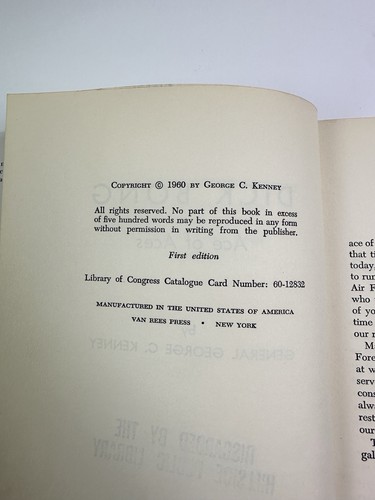 COPYRIGHT © 1960 BY GEORGE C. KENNEY
All rights reserved. No part of this book in excess
of five hundred words may be reproduced in any form
without permission in writing from the publisher.
First edition
Library of Congress Catalogue Card Number: 60-12832
MANUFACTURED IN THE UNITED STATES OF AMERICA
VAN REES PRESS • NEW YORK
ace of
that ti
today.
to run
Air F
who
of yo
time
our r
M
Fore
at w
serv
cons
alw
rest
our
T
gal